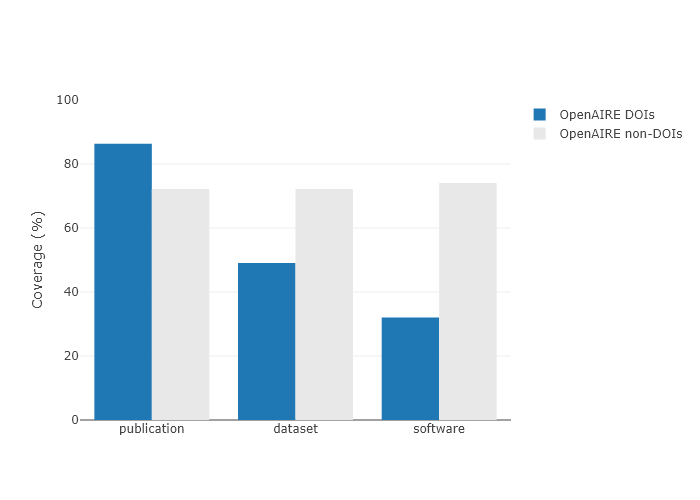 100
80
60
40
20
0
Coverage (%)
publication
dataset
software
OpenAIRE DOIs
OpenAIRE non-DOIs